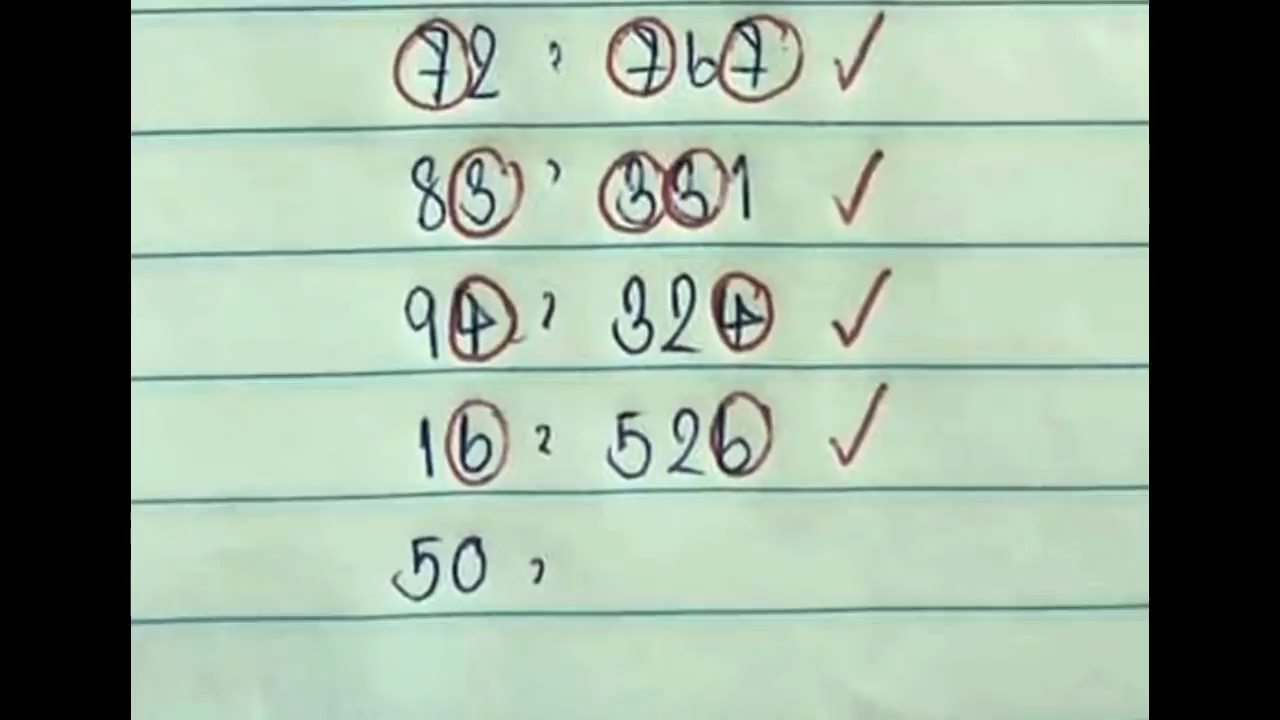 72 , 767 ✓
83 , 331 ✓
94 , 324 ✓
16 , 526 ✓
50 ,